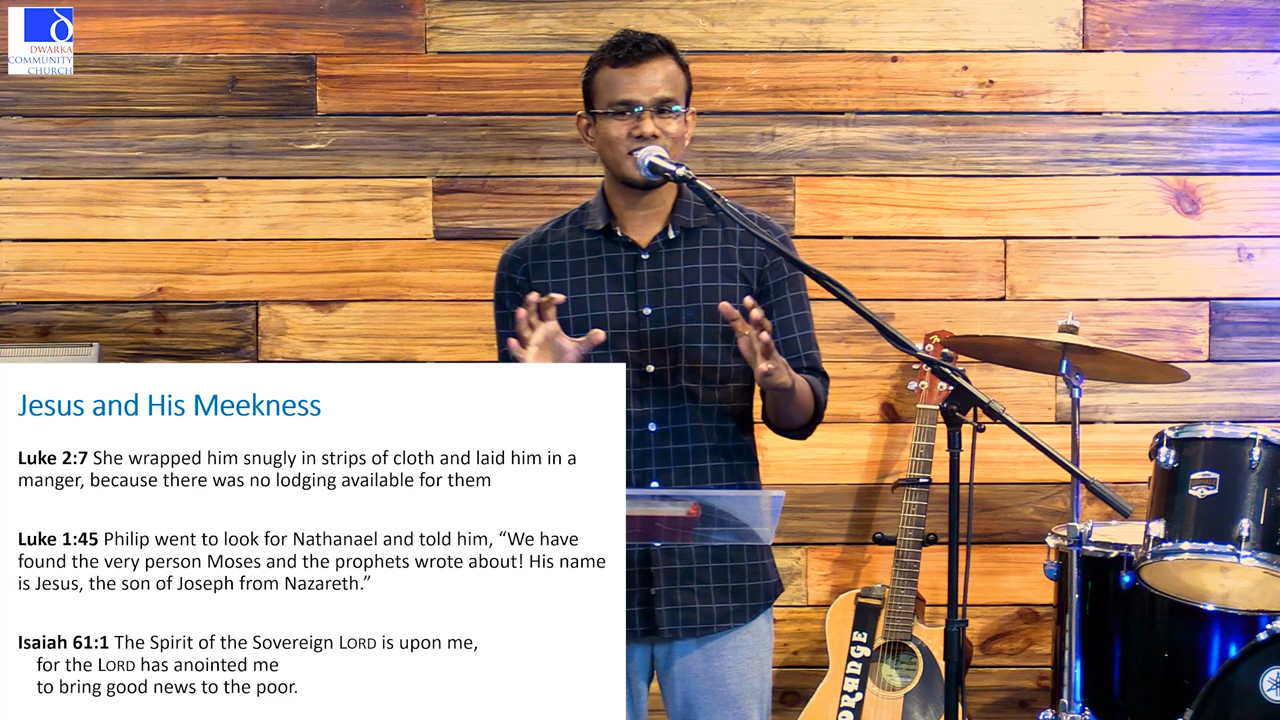 DWARKA
COMMUNITY
CHURCH
Jesus and His Meekness
Luke 2:7 She wrapped him snugly in strips of cloth and laid him in a
manger, because there was no lodging available for them
Luke 1:45 Philip went to look for Nathanael and told him, “We have
found the very person Moses and the prophets wrote about! His name
is Jesus, the son of Joseph from Nazareth.”
Isaiah 61:1 The Spirit of the Sovereign LORD is upon me,
for the LORD has anointed me
to bring good news to the poor.
ORANGE